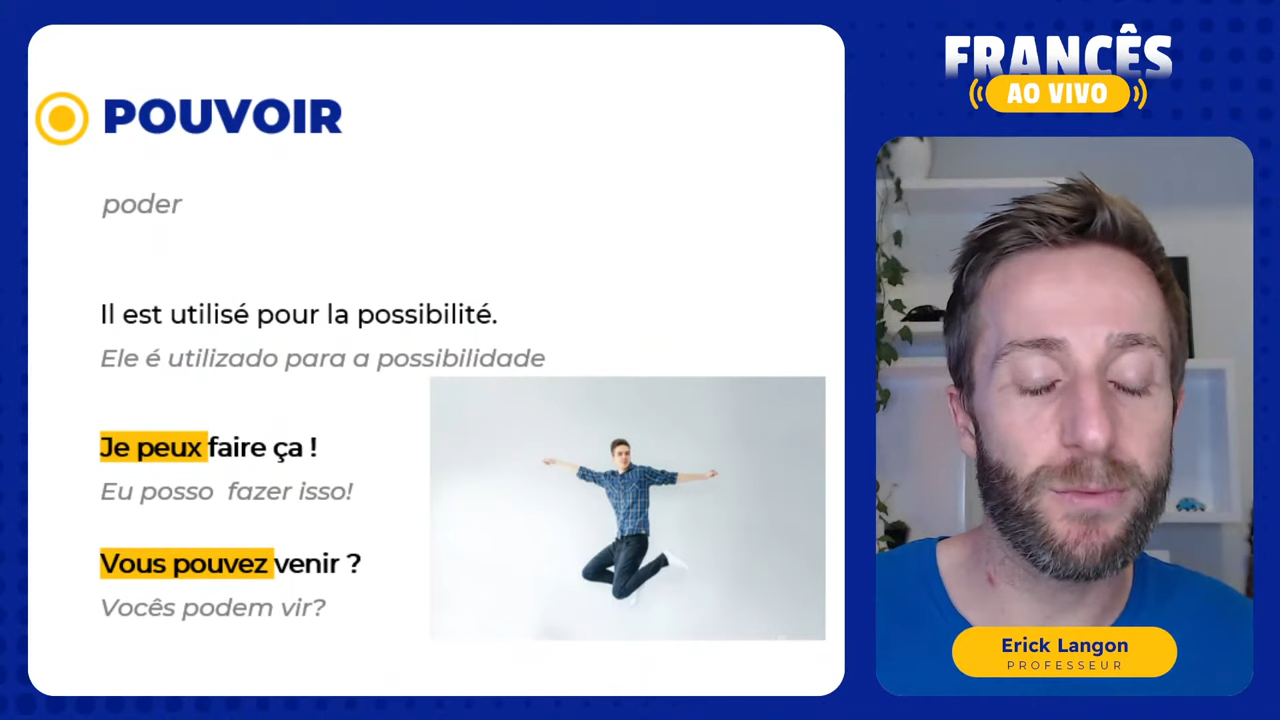 POUVOIR
poder
Il est utilisé pour la possibilité.
Ele é utilizado para a possibilidade
Je peux faire ça !
Eu posso fazer isso!
Vous pouvez venir ?
Vocês podem vir?
FRANCÊS
AO VIVO
Erick Langon
PROFESSEUR